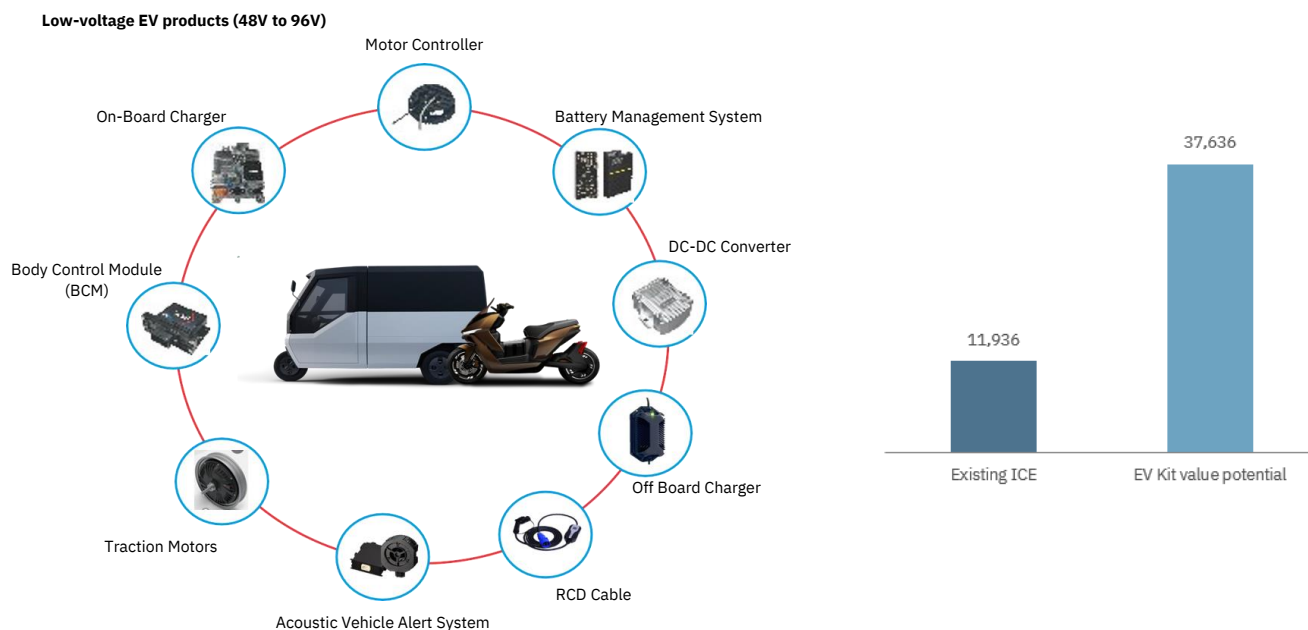 Low-voltage EV products (48V to 96V)
Motor Controller
On-Board Charger
Battery Management System
DC-DC Converter
Body Control Module
(BCM)
Off Board Charger
Traction Motors
RCD Cable
Acoustic Vehicle Alert System
37,636
11,936
Existing ICE
EV Kit value potential